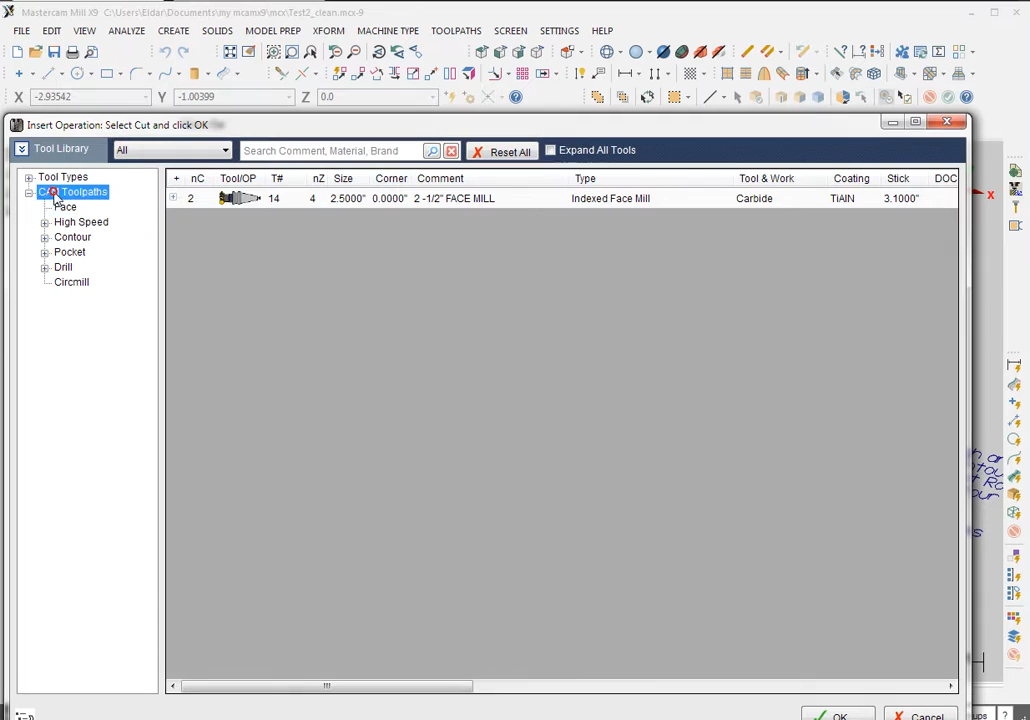 Mastercam Mill X9 C:\Users\Eldar\Documents\my mcamx9\mcx\Test2_clean.mcx-9
FILE EDIT VIEW ANALYZE CREATE SOLIDS MODEL PREP XFORM MACHINE TYPE TOOLPATHS SCREEN SETTINGS HELP
X -2.93542 Y -1.00399 Z 0.0
Insert Operation: Select Cut and click OK
Tool Library All Search Comment, Material, Brand Reset All Expand All Tools
Tool Types
Toolpaths
Face
High Speed
Contour
Pocket
Drill
Circmill
+ nC Tool/OP T# nZ Size Corner Comment Type Tool & Work Coating Stick DOC
2 14 4 2.5000" 0.0000" 2 -1/2" FACE MILL Indexed Face Mill Carbide TiAIN 3.1000"
X
OK Cancel
ups ?